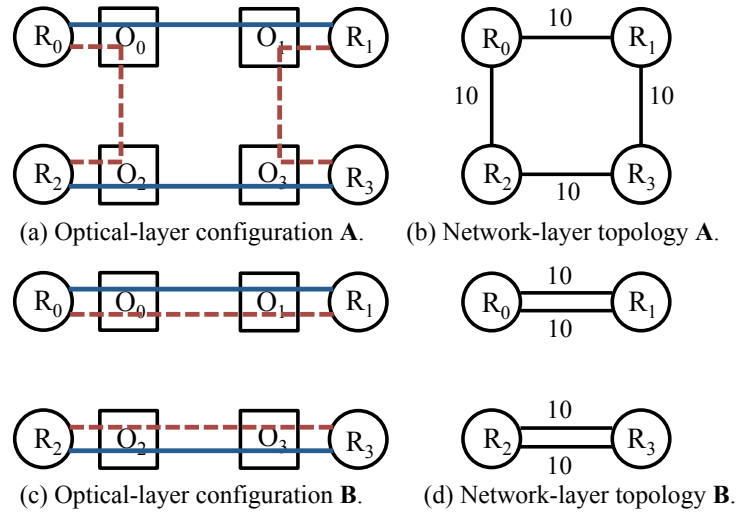 R₀ O₀ O₁ R₁ R₀ 10 R₁
10 10
R₂ O₂ O₃ R₃ R₂ 10 R₃
(a) Optical-layer configuration A. (b) Network-layer topology A.
10
R₀ O₀ O₁ R₁ R₀ R₁
10
10
R₂ O₂ O₃ R₃ R₂ R₃
10
(c) Optical-layer configuration B. (d) Network-layer topology B.